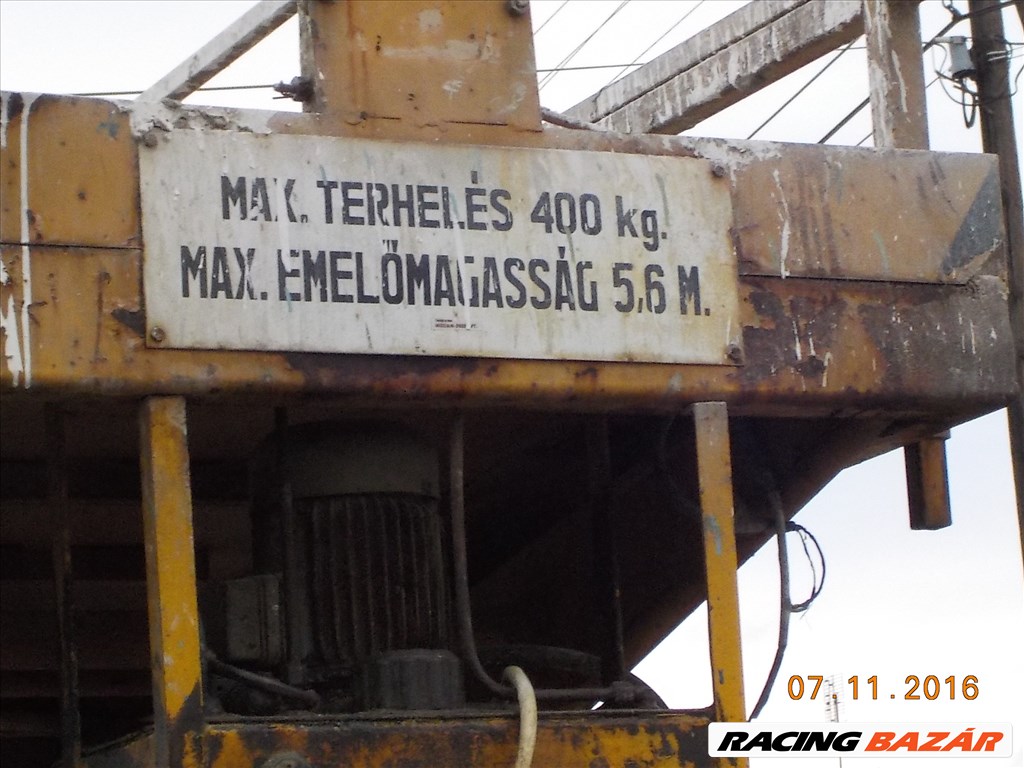 MAX. TERHELÉS 400 kg.
MAX. EMELŐMAGASSÁG 5,6 M.
07.11.2016
RACING BAZÁR